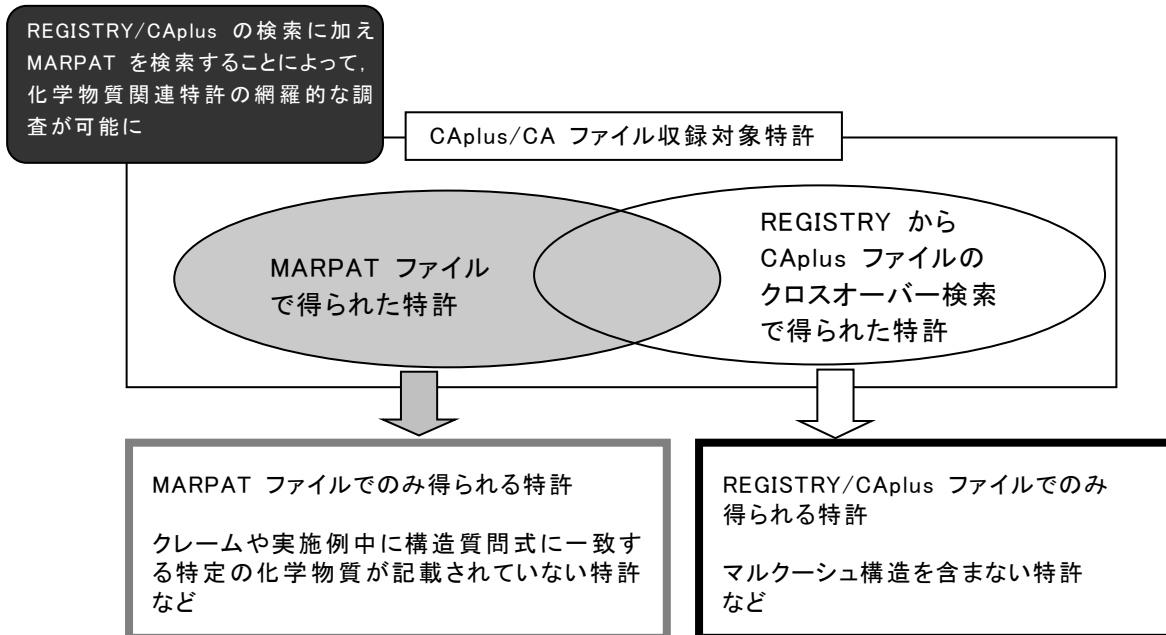 REGISTRY/CAplus の検索に加え
MARPAT を検索することによって,
化学物質関連特許の網羅的な調
査が可能に
CAplus/CA ファイル収録対象特許
MARPAT ファイル
で得られた特許
REGISTRY から
CAplus ファイルの
クロスオーバー検索
で得られた特許
MARPAT ファイルでのみ得られる特許
クレームや実施例中に構造質問式に一致す
る特定の化学物質が記載されていない特許
など
REGISTRY/CAplus ファイルでのみ
得られる特許
マルクーシュ構造を含まない特許
など